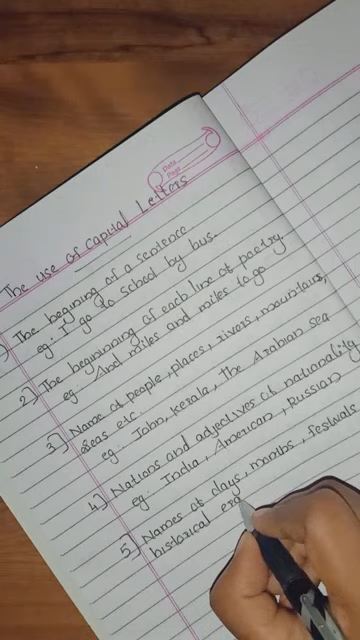 Date
Page
The use of capital Letters
1) The begining of a sentence
eg: I go to school by bus.
2) The beginning of each line of poetry.
eg. And miles and miles to go
3) Name of people, places, rivers, mountains,
seas etc.
eg. John, kerala, the Arabian sea
4) Nations and adjectives of nationality
eg. India, American, Russian
5) Names of days, months, festivals
historical era